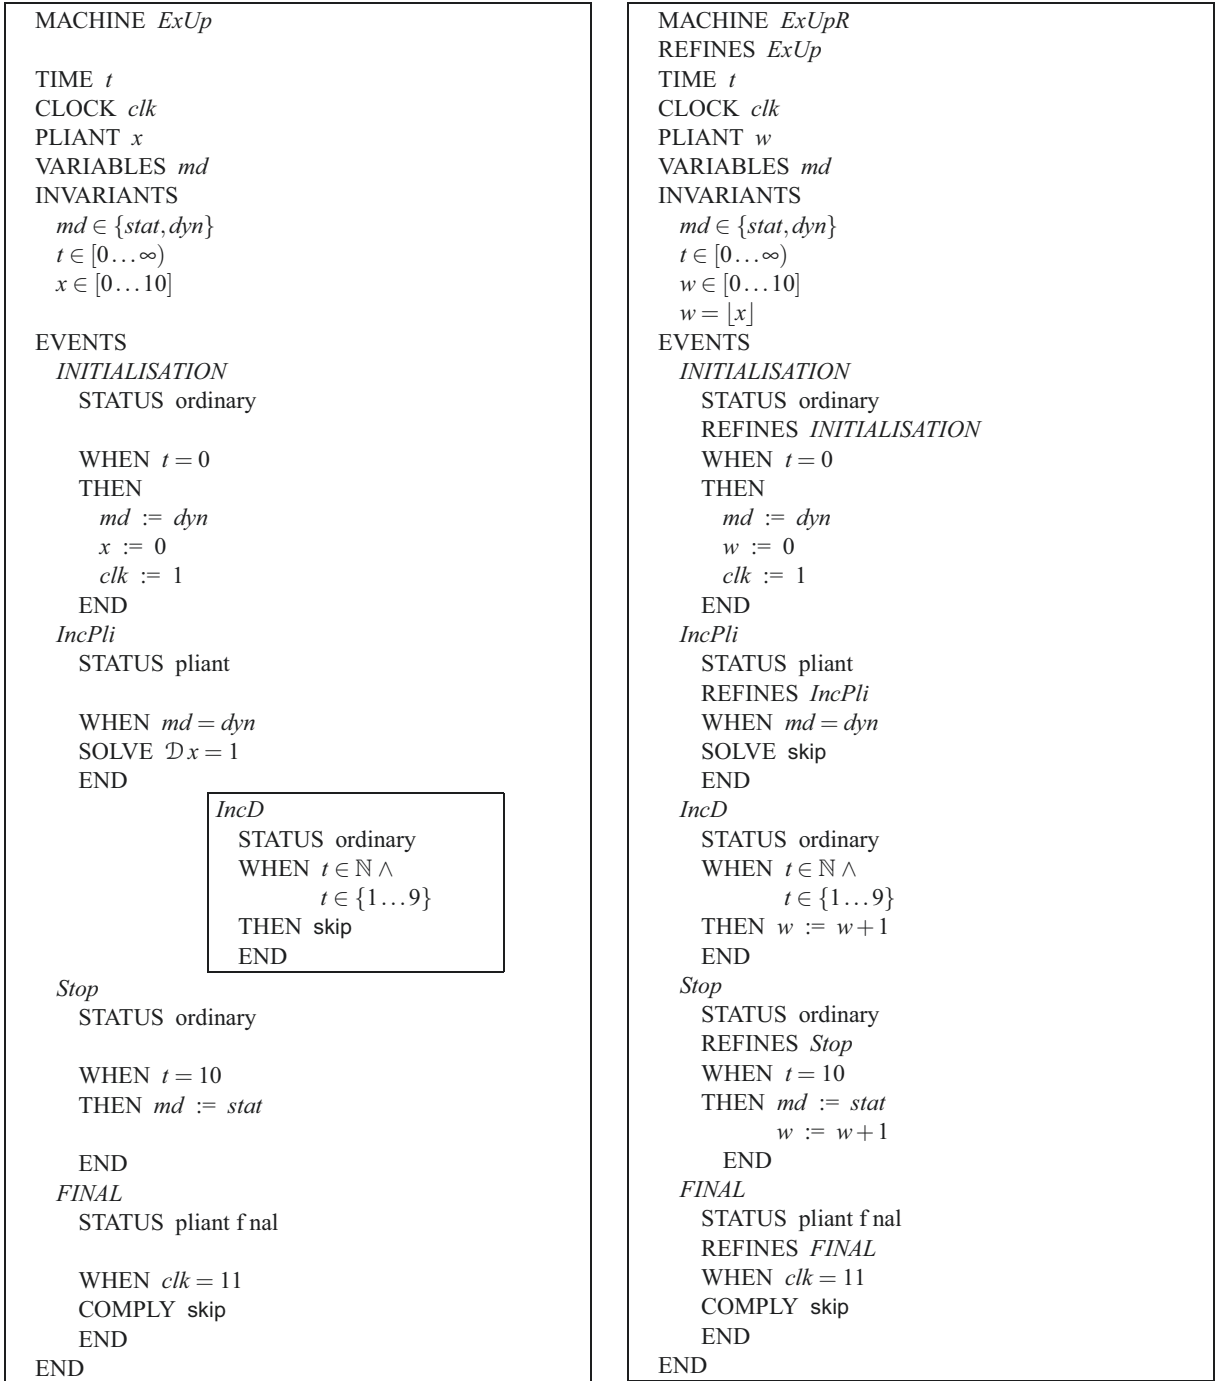 MACHINE ExUp
TIME t
CLOCK clk
PLIANT x
VARIABLES md
INVARIANTS
md ∈ {stat,dyn}
t ∈ [0…∞)
x ∈ [0…10]
EVENTS
INITIALISATION
STATUS ordinary
WHEN t = 0
THEN
md := dyn
x := 0
clk := 1
END
IncPli
STATUS pliant
WHEN md = dyn
SOLVE 𝒟x = 1
END
IncD
STATUS ordinary
WHEN t ∈ ℕ ∧
t ∈ {1…9}
THEN skip
END
Stop
STATUS ordinary
WHEN t = 10
THEN md := stat
END
FINAL
STATUS pliant f nal
WHEN clk = 11
COMPLY skip
END
END
MACHINE ExUpR
REFINES ExUp
TIME t
CLOCK clk
PLIANT w
VARIABLES md
INVARIANTS
md ∈ {stat,dyn}
t ∈ [0…∞)
w ∈ [0…10]
w = ⌊x⌋
EVENTS
INITIALISATION
STATUS ordinary
REFINES INITIALISATION
WHEN t = 0
THEN
md := dyn
w := 0
clk := 1
END
IncPli
STATUS pliant
REFINES IncPli
WHEN md = dyn
SOLVE skip
END
IncD
STATUS ordinary
WHEN t ∈ ℕ ∧
t ∈ {1…9}
THEN w := w+1
END
Stop
STATUS ordinary
REFINES Stop
WHEN t = 10
THEN md := stat
w := w+1
END
FINAL
STATUS pliant f nal
REFINES FINAL
WHEN clk = 11
COMPLY skip
END
END